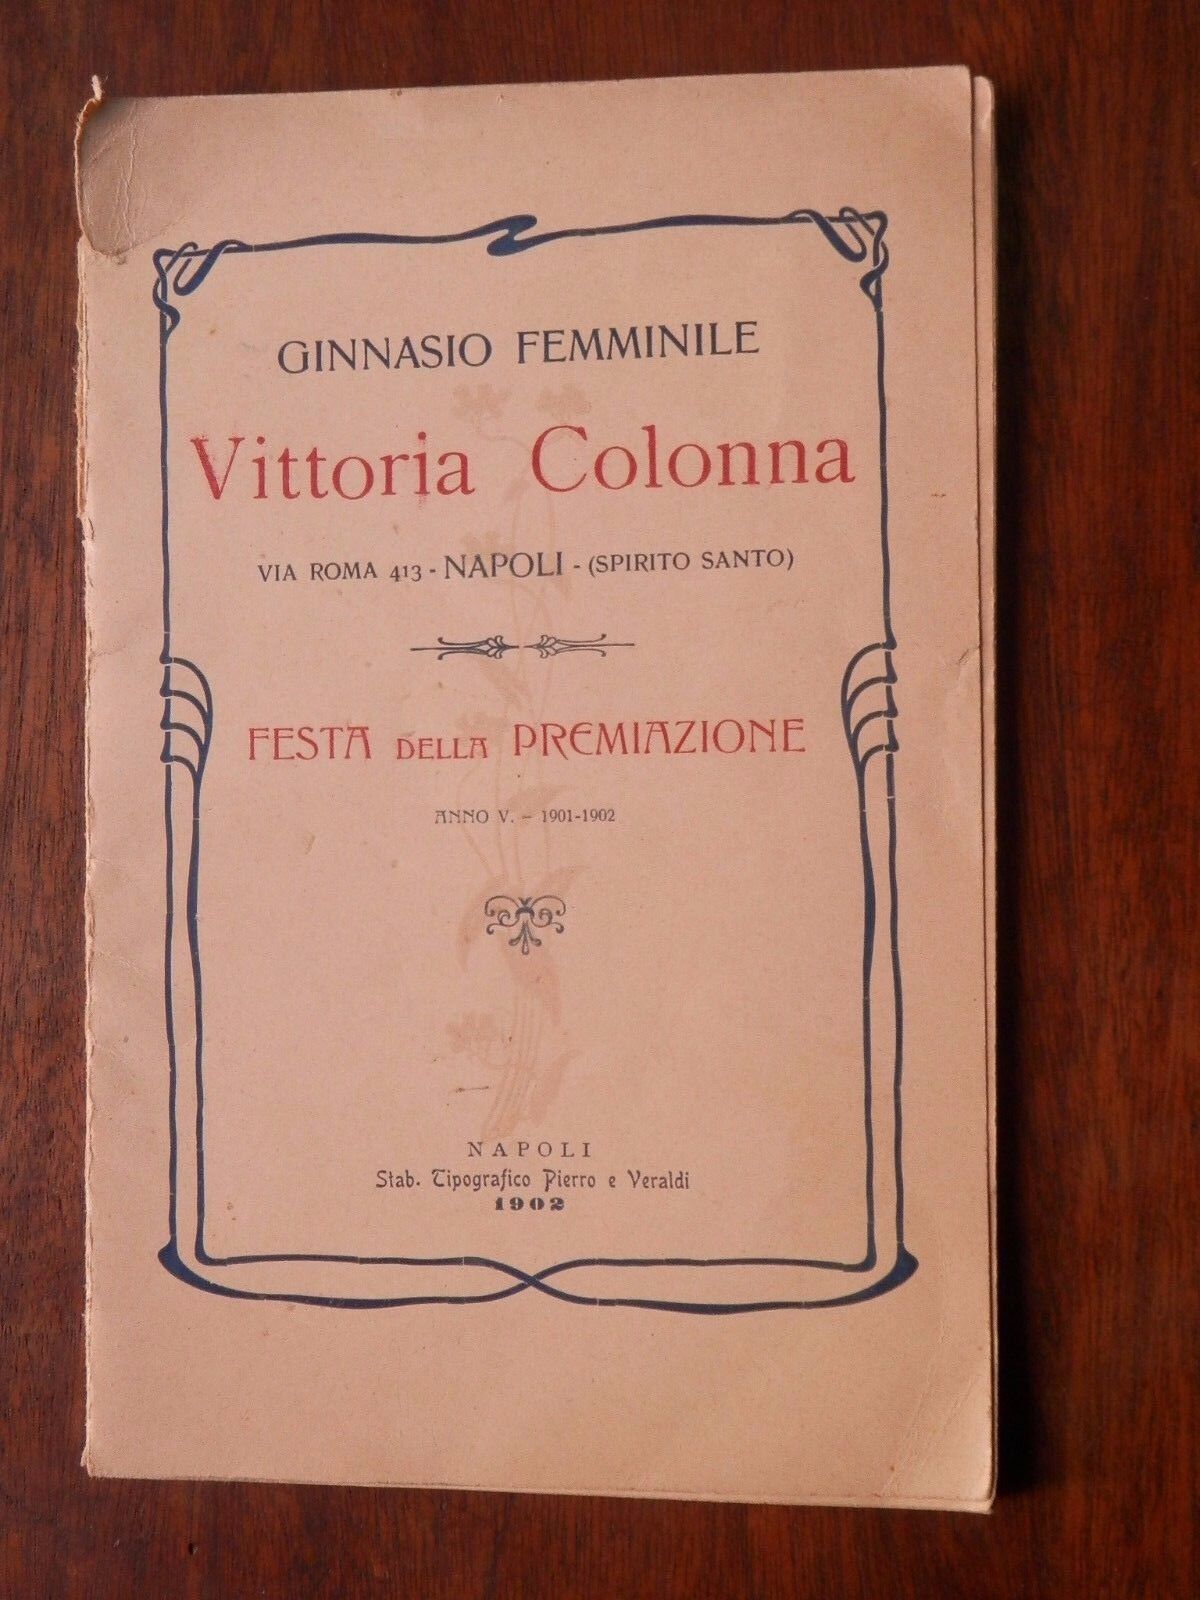 GINNASIO FEMMINILE
Vittoria Colonna
VIA ROMA 413 - NAPOLI - (SPIRITO SANTO)
FESTA DELLA PREMIAZIONE
ANNO V. - 1901-1902
NAPOLI
Stab. Tipografico Pierro e Veraldi
1902